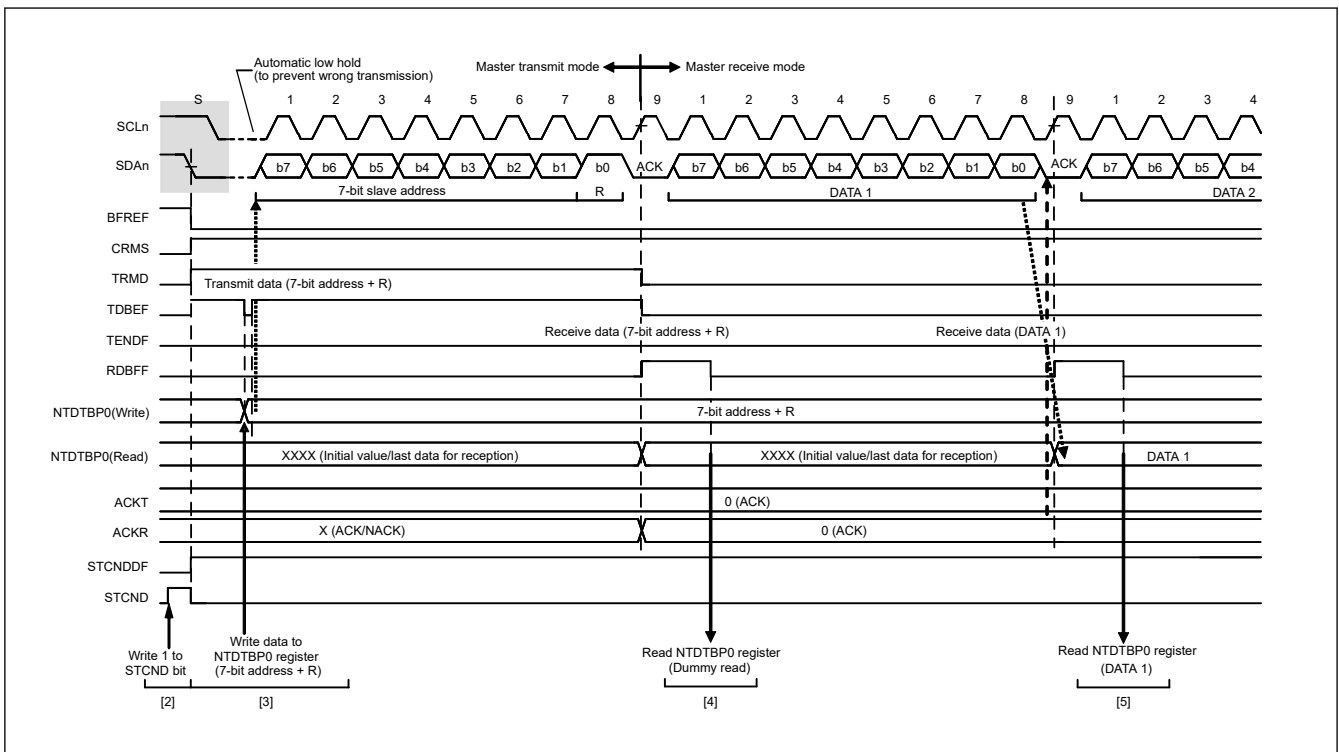 Automatic low hold
(to prevent wrong transmission)
Master transmit mode
Master receive mode
S 1 2 3 4 5 6 7 8 9 1 2 3 4 5 6 7 8 9 1 2 3 4
SCLn
SDAn b7 b6 b5 b4 b3 b2 b1 b0 ACK b7 b6 b5 b4 b3 b2 b1 b0 ACK b7 b6 b5 b4
7-bit slave address R DATA 1 DATA 2
BFREF
CRMS
TRMD Transmit data (7-bit address + R)
TDBEF
Receive data (7-bit address + R) Receive data (DATA 1)
TENDF
RDBFF
NTDTBP0(Write) 7-bit address + R
NTDTBP0(Read) XXXX (Initial value/last data for reception) XXXX (Initial value/last data for reception) DATA 1
ACKT 0 (ACK)
ACKR X (ACK/NACK) 0 (ACK)
STCNDDF
STCND
Write 1 to
STCND bit
Write data to
NTDTBP0 register
(7-bit address + R)
Read NTDTBP0 register
(Dummy read)
Read NTDTBP0 register
(DATA 1)
[2] [3] [4] [5]